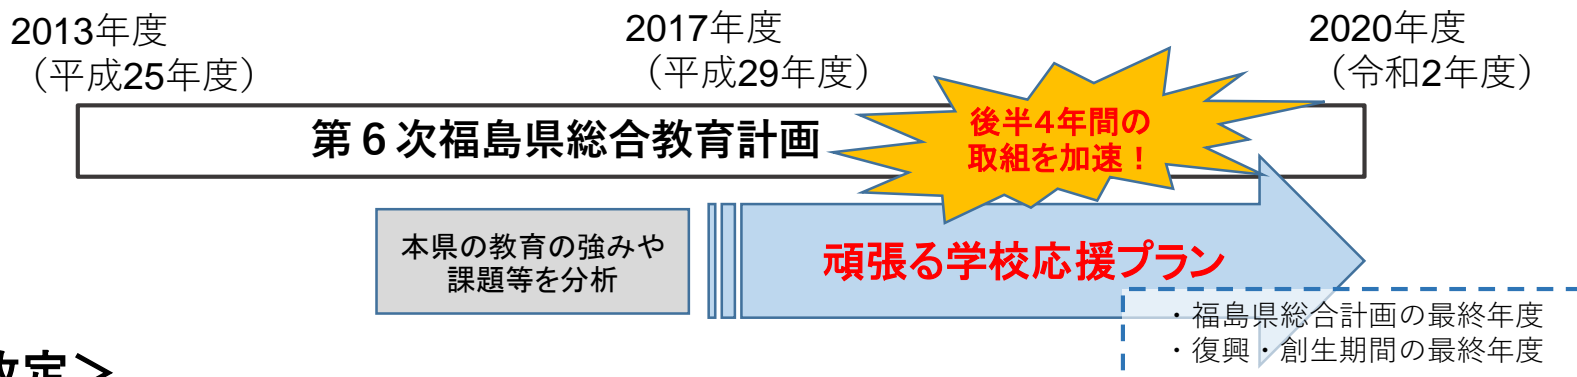 2013年度
（平成25年度）
2017年度
（平成29年度）
2020年度
（令和2年度）
第６次福島県総合教育計画
後半4年間の
取組を加速！
本県の教育の強みや
課題等を分析
頑張る学校応援プラン
・福島県総合計画の最終年度
・復興・創生期間の最終年度
定＞